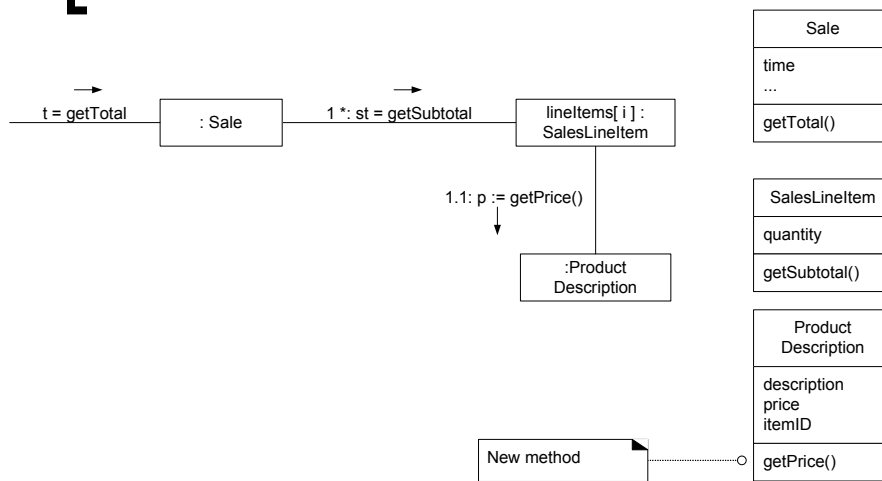 t = getTotal
: Sale
1 *: st = getSubtotal
lineItems[ i ] :
SalesLineItem
1.1: p := getPrice()
:Product
Description
Sale
time
...
getTotal()
SalesLineItem
quantity
getSubtotal()
Product
Description
description
price
itemID
getPrice()
New method